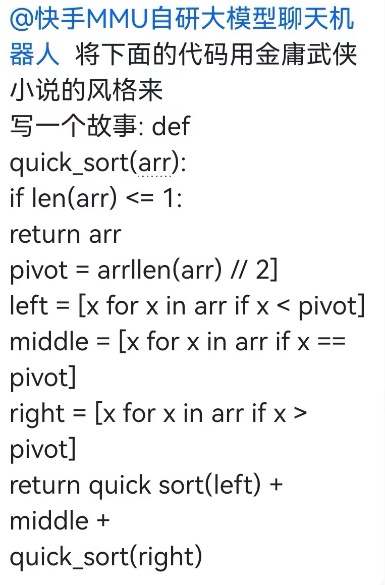 @快手MMU自研大模型聊天机
器人 将下面的代码用金庸武侠
小说的风格来
写一个故事: def
quick_sort(arr):
if len(arr) <= 1:
return arr
pivot = arrllen(arr) // 2]
left = [x for x in arr if x < pivot]
middle = [x for x in arr if x ==
pivot]
right = [x for x in arr if x >
pivot]
return quick sort(left) +
middle +
quick_sort(right)